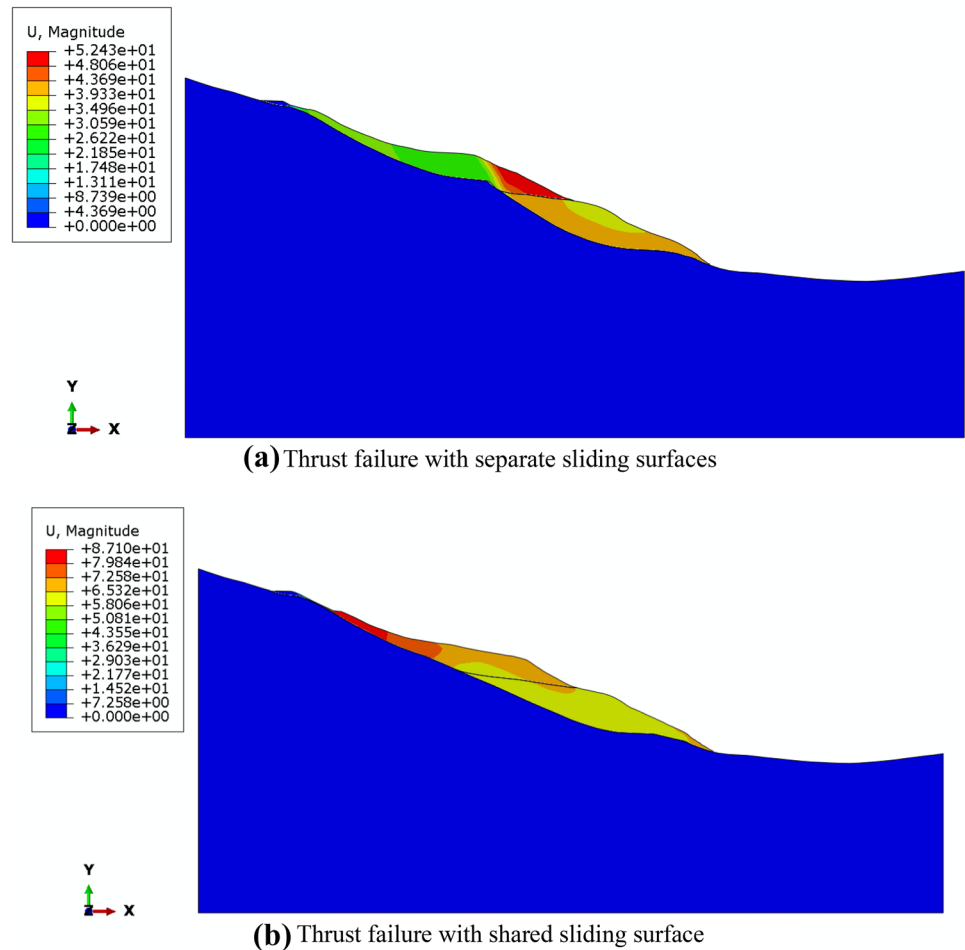 U, Magnitude
+5.243e+01
+4.806e+01
+4.369e+01
+3.933e+01
+3.496e+01
+3.059e+01
+2.622e+01
+2.185e+01
+1.748e+01
+1.311e+01
+8.739e+00
+4.369e+00
+0.000e+00
Y
Z X
(a) Thrust failure with separate sliding surfaces
U, Magnitude
+8.710e+01
+7.984e+01
+7.258e+01
+6.532e+01
+5.806e+01
+5.081e+01
+4.355e+01
+3.629e+01
+2.903e+01
+2.177e+01
+1.452e+01
+7.258e+00
+0.000e+00
Y
Z X
(b) Thrust failure with shared sliding surface